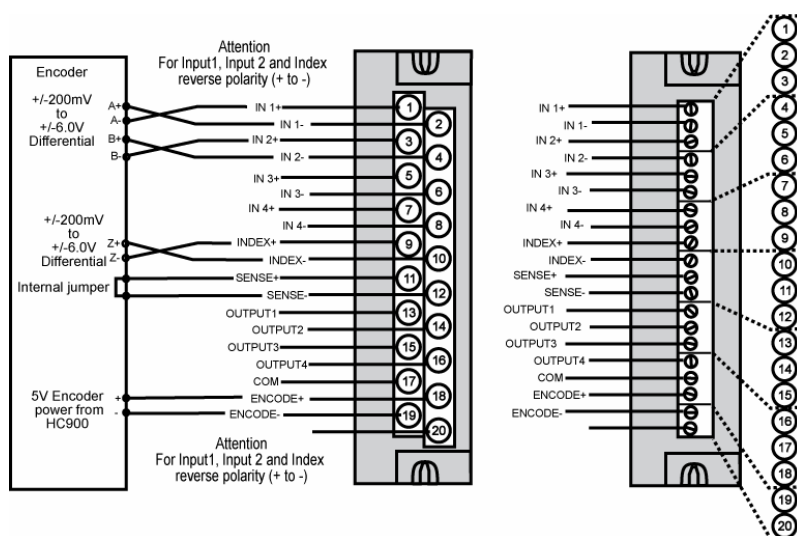 Attention
For Input1, Input 2 and Index
reverse polarity (+ to -)
Encoder
+/-200mV
to
+/-6.0V
Differential
A+
A-
B+
B-
+/-200mV
to
+/-6.0V
Differential
Z+
Z-
Internal jumper
5V Encoder
power from
HC900
+
-
IN 1+
IN 1-
IN 2+
IN 2-
IN 3+
IN 3-
IN 4+
IN 4-
INDEX+
INDEX-
SENSE+
SENSE-
OUTPUT1
OUTPUT2
OUTPUT3
OUTPUT4
COM
ENCODE+
ENCODE-
1
2
3
4
5
6
7
8
9
10
11
12
13
14
15
16
17
18
19
20
Attention
For Input1, Input 2 and Index
reverse polarity (+ to -)
IN 1+
IN 1-
IN 2+
IN 2-
IN 3+
IN 3-
IN 4+
IN 4-
INDEX+
INDEX-
SENSE+
SENSE-
OUTPUT1
OUTPUT2
OUTPUT3
OUTPUT4
COM
ENCODE+
ENCODE-
1
2
3
4
5
6
7
8
9
10
11
12
13
14
15
16
17
18
19
20